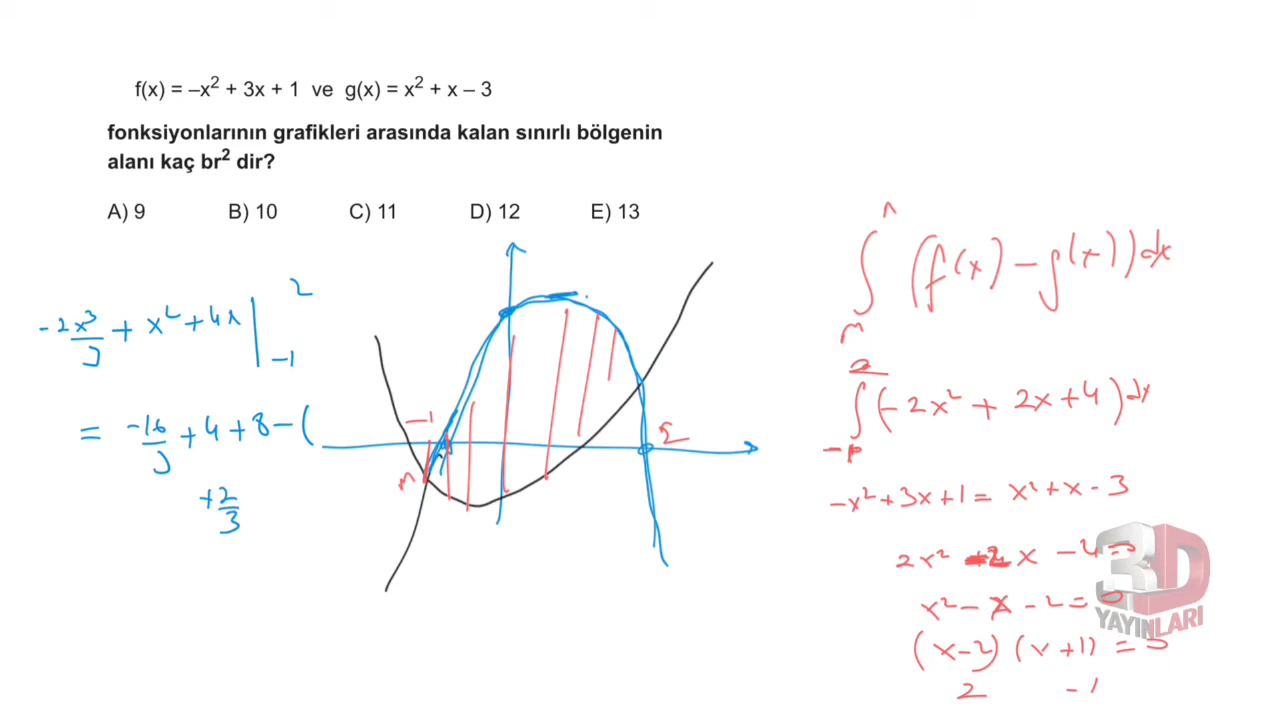 f(x) = –x² + 3x + 1 ve g(x) = x² + x – 3
fonksiyonlarının grafikleri arasında kalan sınırlı bölgenin
alanı kaç br² dir?
A) 9 B) 10 C) 11 D) 12 E) 13
-2x³/3 + x² + 4x | 2 -1
= -16/3 + 4 + 8 - (
+2/3
-1
2
m
∫ (f(x) - g(x)) dx
∫ (-2x² + 2x + 4) dx
-x² + 3x + 1 = x² + x - 3
2x² - 2x - 4 = 0
x² - x - 2 = 0
(x-2) (x+1) = 0
2 -1
3D
YAYINLARI